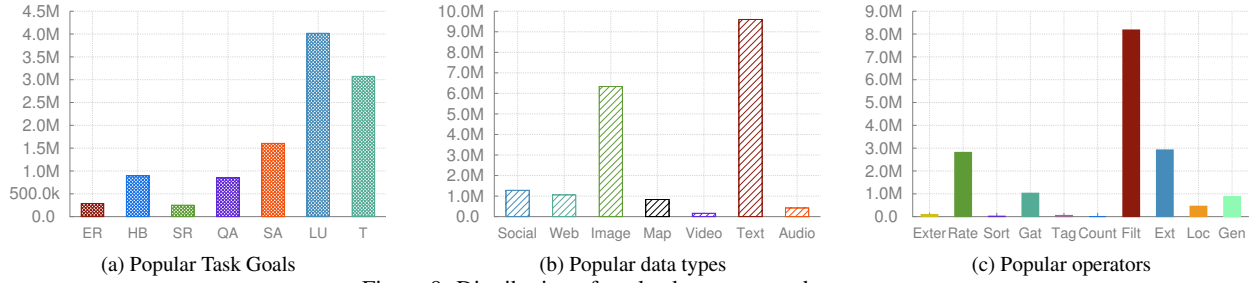 4.5M
4.0M
3.5M
3.0M
2.5M
2.0M
1.5M
1.0M
500.0k
0.0
ER HB SR QA SA LU T
(a) Popular Task Goals
10.0M
9.0M
8.0M
7.0M
6.0M
5.0M
4.0M
3.0M
2.0M
1.0M
0.0
Social Web Image Map Video Text Audio
(b) Popular data types
9.0M
8.0M
7.0M
6.0M
5.0M
4.0M
3.0M
2.0M
1.0M
0.0
Exter Rate Sort Gat Tag Count Filt Ext Loc Gen
(c) Popular operators